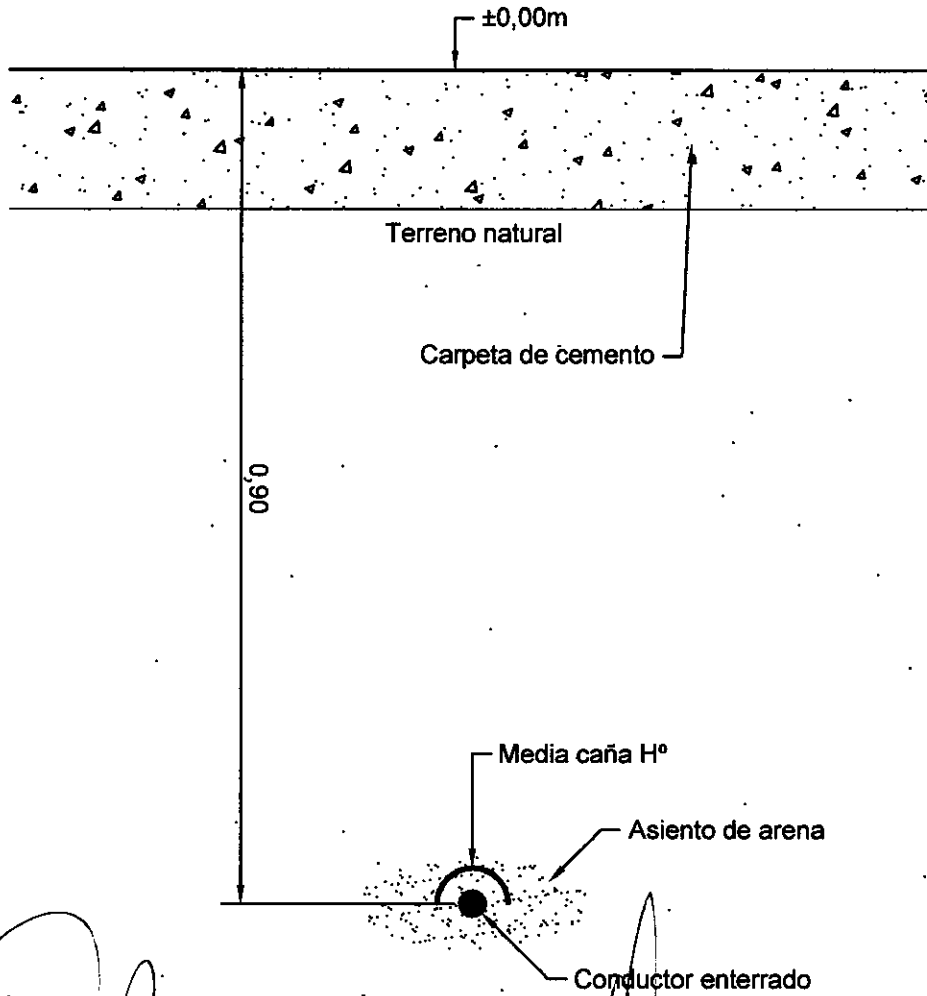 ±0,00m
Terreno natural
Carpeta de cemento
0,90
Media caña Hº
Asiento de arena
Conductor enterrado